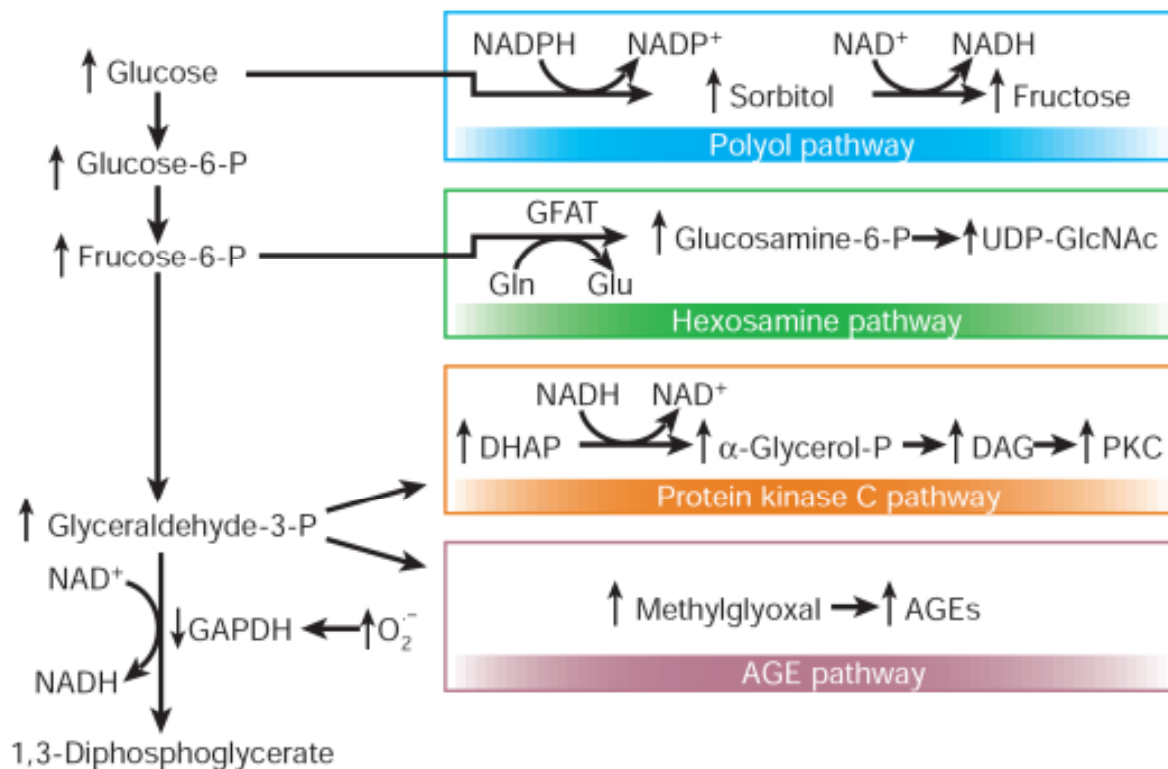 NADPH NADP⁺ NAD⁺ NADH
↑ Glucose ↑ Sorbitol ↑ Fructose
Polyol pathway
↑ Glucose-6-P
GFAT
↑ Frucose-6-P ↑ Glucosamine-6-P ↑ UDP-GlcNAc
Gln Glu
Hexosamine pathway
NADH NAD⁺
↑ DHAP ↑ α-Glycerol-P ↑ DAG ↑ PKC
Protein kinase C pathway
↑ Glyceraldehyde-3-P
NAD⁺
↑ Methylglyoxal ↑ AGEs
↓ GAPDH ↑ O₂·⁻
AGE pathway
NADH
1,3-Diphosphoglycerate